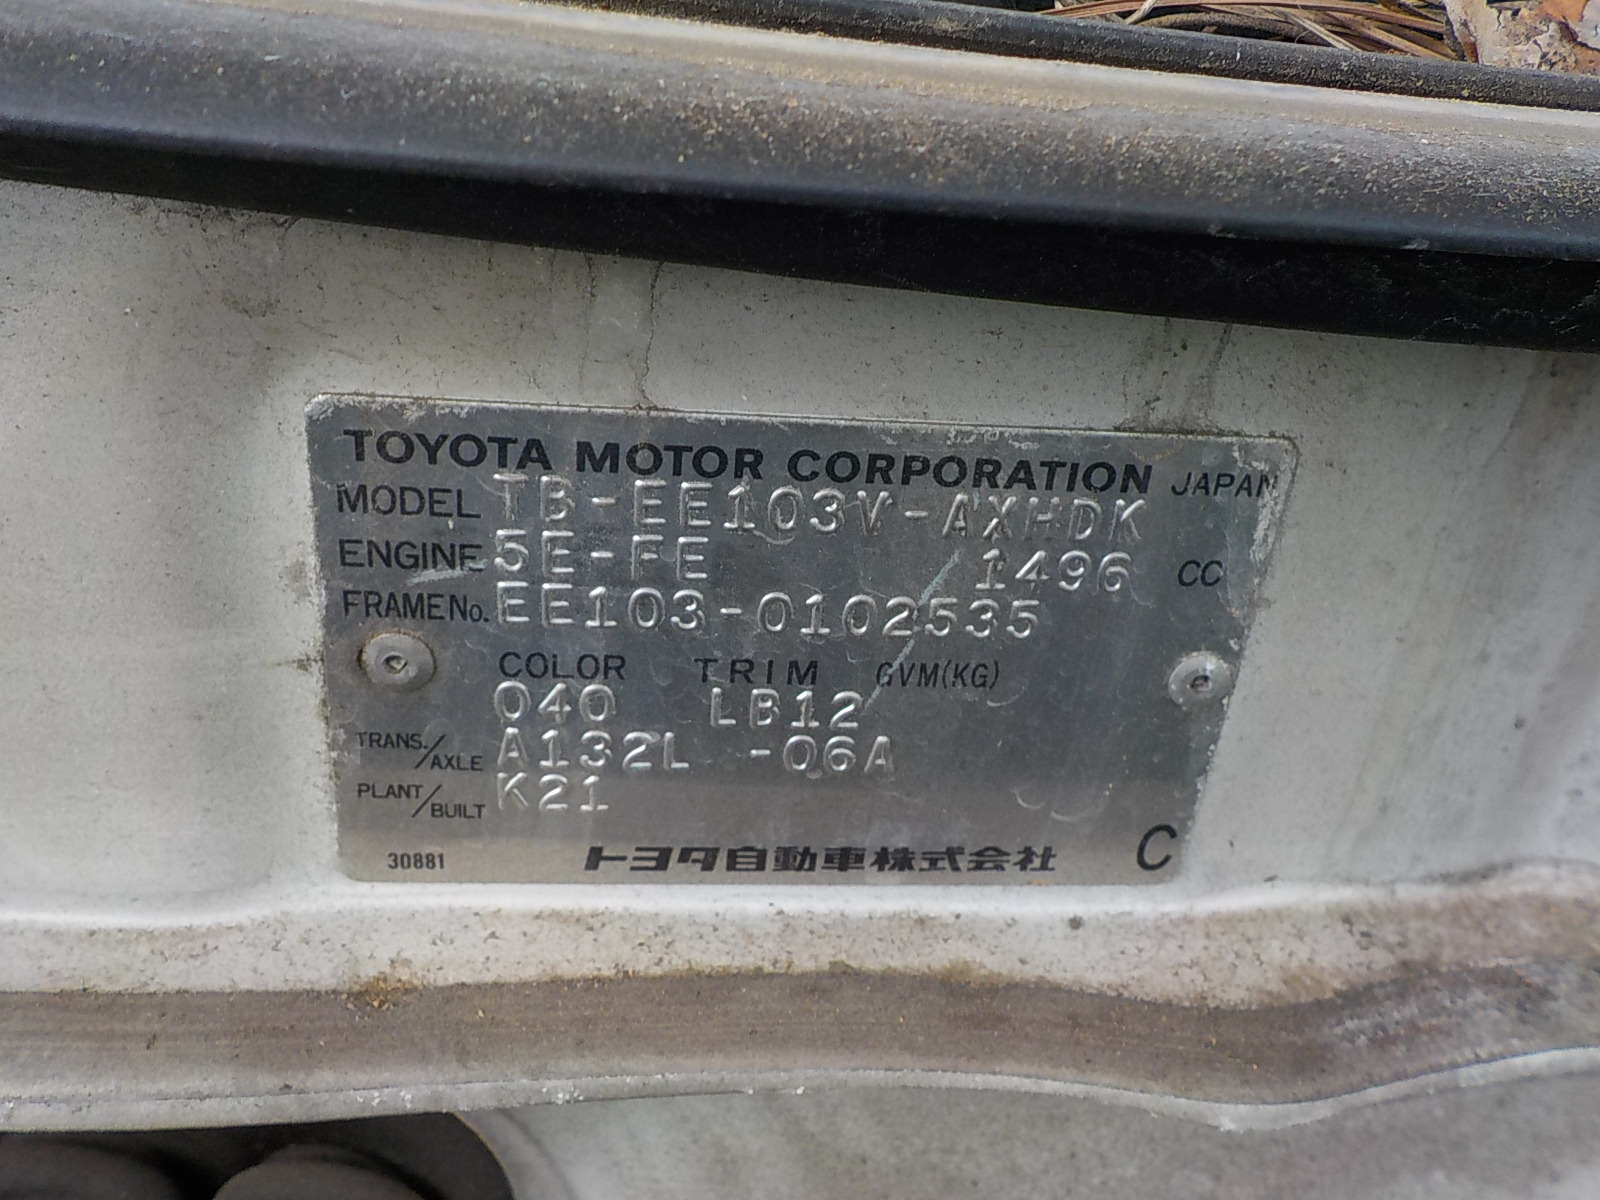 TOYOTA MOTOR CORPORATION JAPAN
MODEL TB-EE103V-AXHDK
ENGINE 5E-FE 1496 CC
FRAME No. EE103-0102535
COLOR TRIM GVM(KG)
040 LB12
TRANS./AXLE A132L -06A
PLANT/BUILT K21
30881 トヨタ自動車株式会社 C